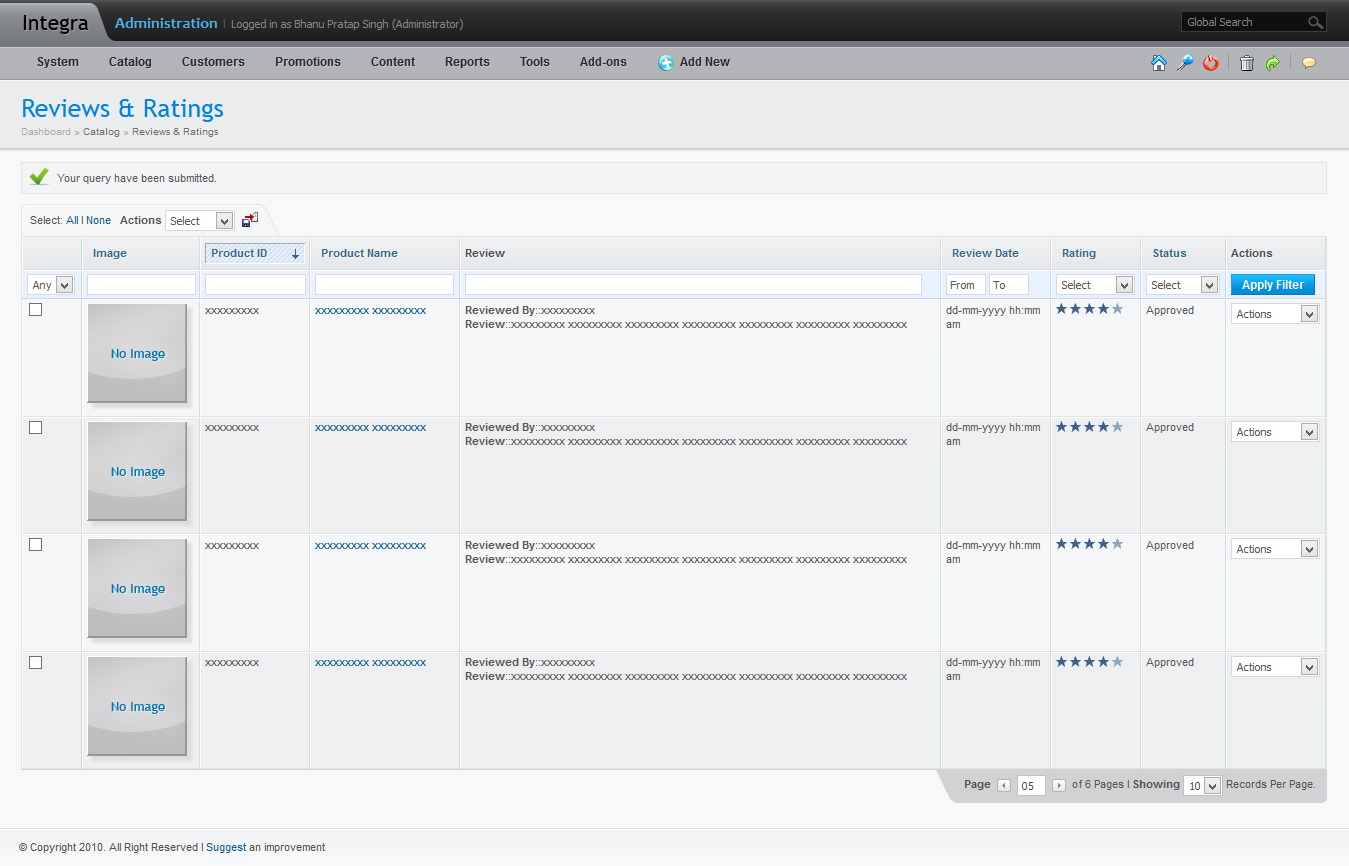 Integra Administration | Logged in as Bhanu Pratap Singh (Administrator) Global Search
System Catalog Customers Promotions Content Reports Tools Add-ons Add New
Reviews & Ratings
Dashboard » Catalog » Reviews & Ratings
Your query have been submitted.
Select: All | None Actions Select
Image Product ID Product Name Review Review Date Rating Status Actions
Any From To Select Select Apply Filter
No Image xxxxxxxxx xxxxxxxxx xxxxxxxxx Reviewed By::xxxxxxxxx dd-mm-yyyy hh:mm Approved Actions
Review::xxxxxxxxx xxxxxxxxx xxxxxxxxx xxxxxxxxx xxxxxxxxx xxxxxxxxx xxxxxxxxx am
No Image xxxxxxxxx xxxxxxxxx xxxxxxxxx Reviewed By::xxxxxxxxx dd-mm-yyyy hh:mm Approved Actions
Review::xxxxxxxxx xxxxxxxxx xxxxxxxxx xxxxxxxxx xxxxxxxxx xxxxxxxxx xxxxxxxxx am
No Image xxxxxxxxx xxxxxxxxx xxxxxxxxx Reviewed By::xxxxxxxxx dd-mm-yyyy hh:mm Approved Actions
Review::xxxxxxxxx xxxxxxxxx xxxxxxxxx xxxxxxxxx xxxxxxxxx xxxxxxxxx xxxxxxxxx am
No Image xxxxxxxxx xxxxxxxxx xxxxxxxxx Reviewed By::xxxxxxxxx dd-mm-yyyy hh:mm Approved Actions
Review::xxxxxxxxx xxxxxxxxx xxxxxxxxx xxxxxxxxx xxxxxxxxx xxxxxxxxx xxxxxxxxx am
Page 05 of 6 Pages | Showing 10 Records Per Page.
© Copyright 2010. All Right Reserved | Suggest an improvement